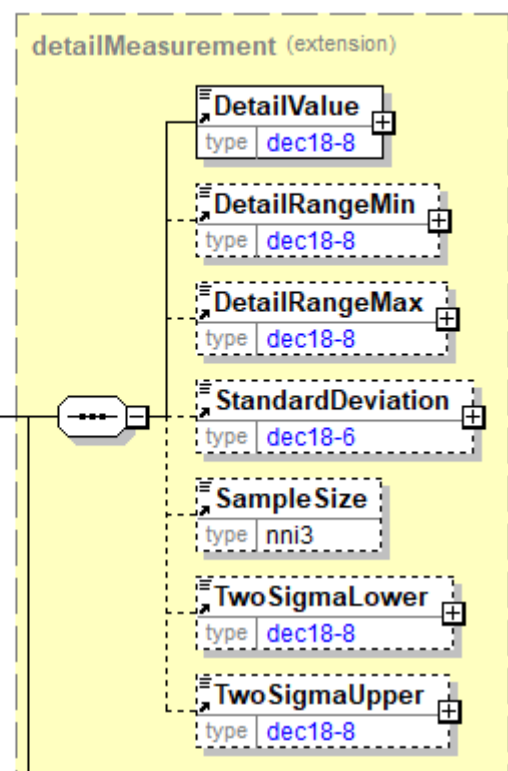 detailMeasurement (extension)
DetailValue
type dec18-8
DetailRangeMin
type dec18-8
DetailRangeMax
type dec18-8
StandardDeviation
type dec18-6
SampleSize
type nni3
TwoSigmaLower
type dec18-8
TwoSigmaUpper
type dec18-8